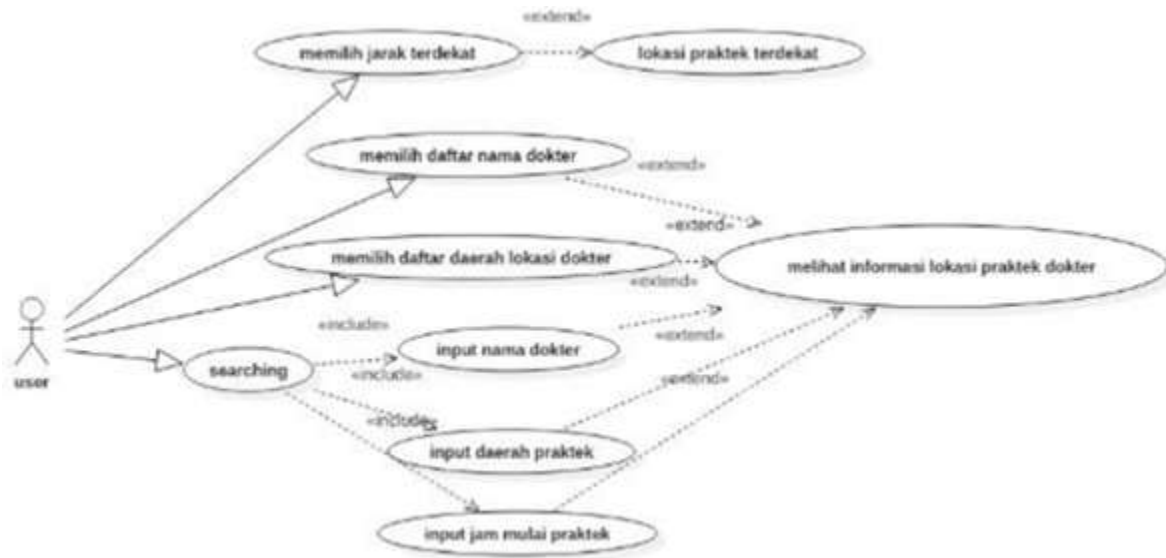 «extend»
memilih jarak terdekat
lokasi praktek terdekat
memilih daftar nama dokter
«extend»
«extend»
memilih daftar daerah lokasi dokter
melihat informasi lokasi praktek dokter
«extend»
«include»
«extend»
input nama dokter
user
searching
«include»
«extend»
«include»
input daerah praktek
input jam mulai praktek